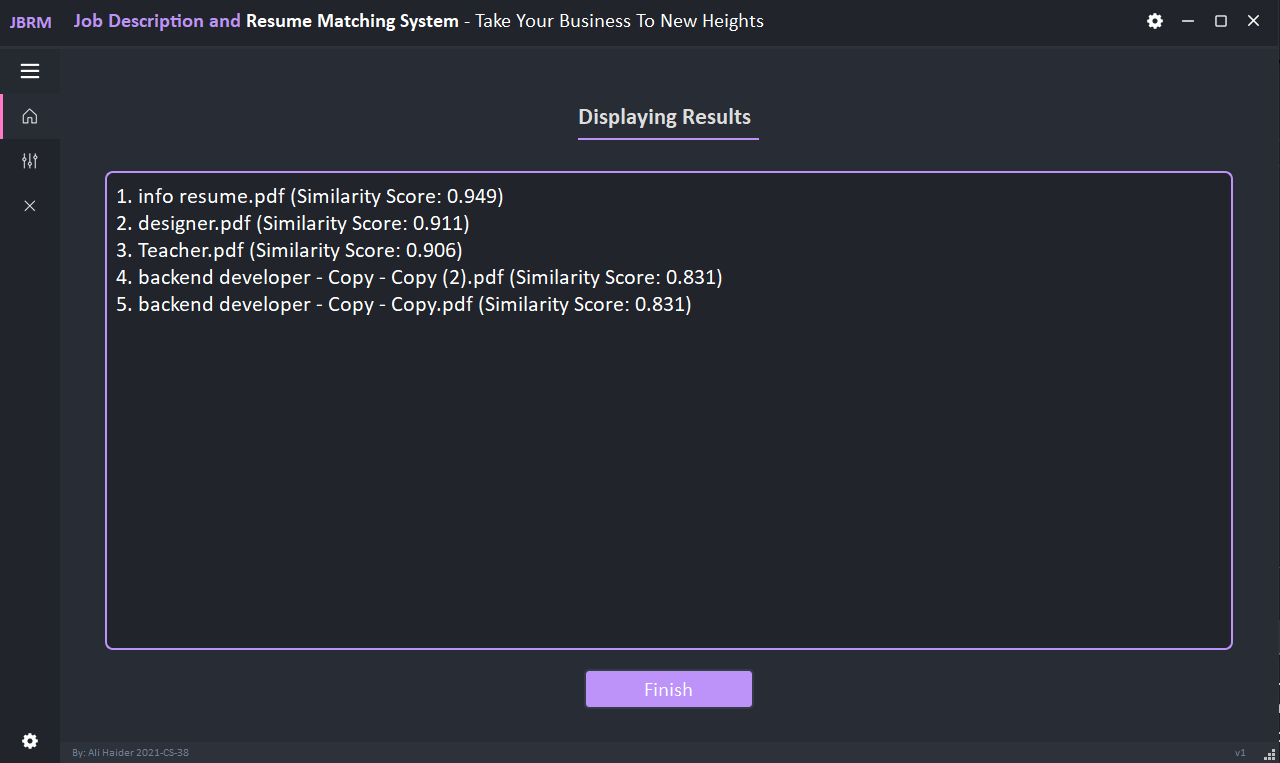 JBRM
Job Description and Resume Matching System - Take Your Business To New Heights
Displaying Results
1. info resume.pdf (Similarity Score: 0.949)
2. designer.pdf (Similarity Score: 0.911)
3. Teacher.pdf (Similarity Score: 0.906)
4. backend developer - Copy - Copy (2).pdf (Similarity Score: 0.831)
5. backend developer - Copy - Copy.pdf (Similarity Score: 0.831)
Finish
By: Ali Haider 2021-CS-38
v1